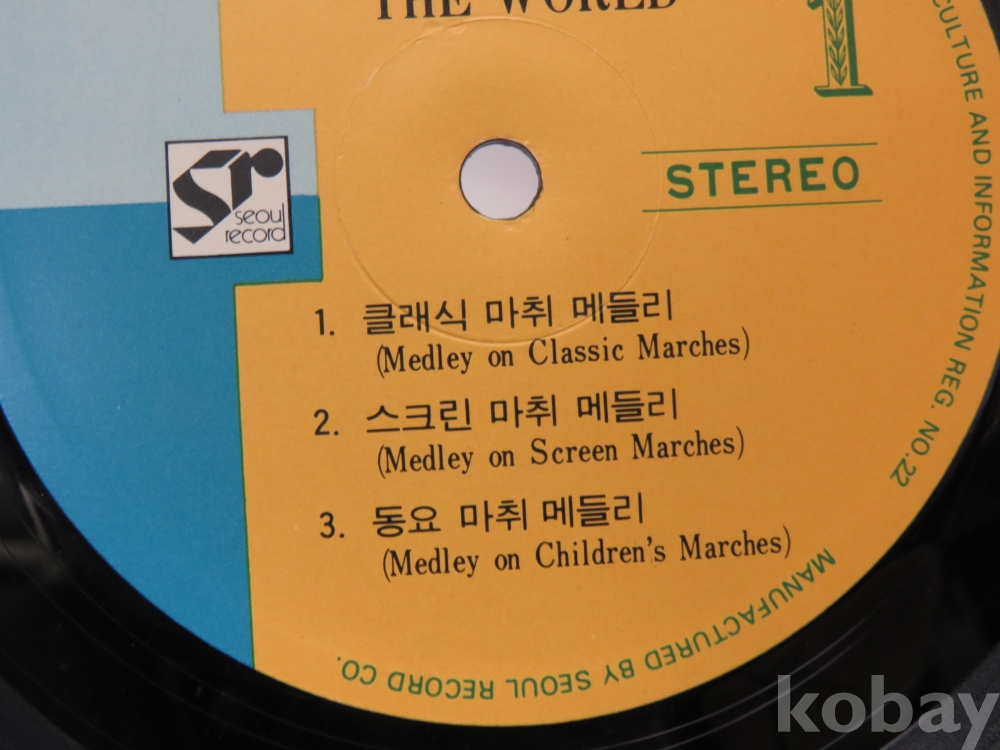 THE WORLD
1
CULTURE AND INFORMATION REG. NO.22
STEREO
sr
seoul
record
1. 클래식 마취 메들리
(Medley on Classic Marches)
2. 스크린 마취 메들리
(Medley on Screen Marches)
3. 동요 마취 메들리
(Medley on Children's Marches)
MANUFACTURED BY SEOUL RECORD CO.
kobay